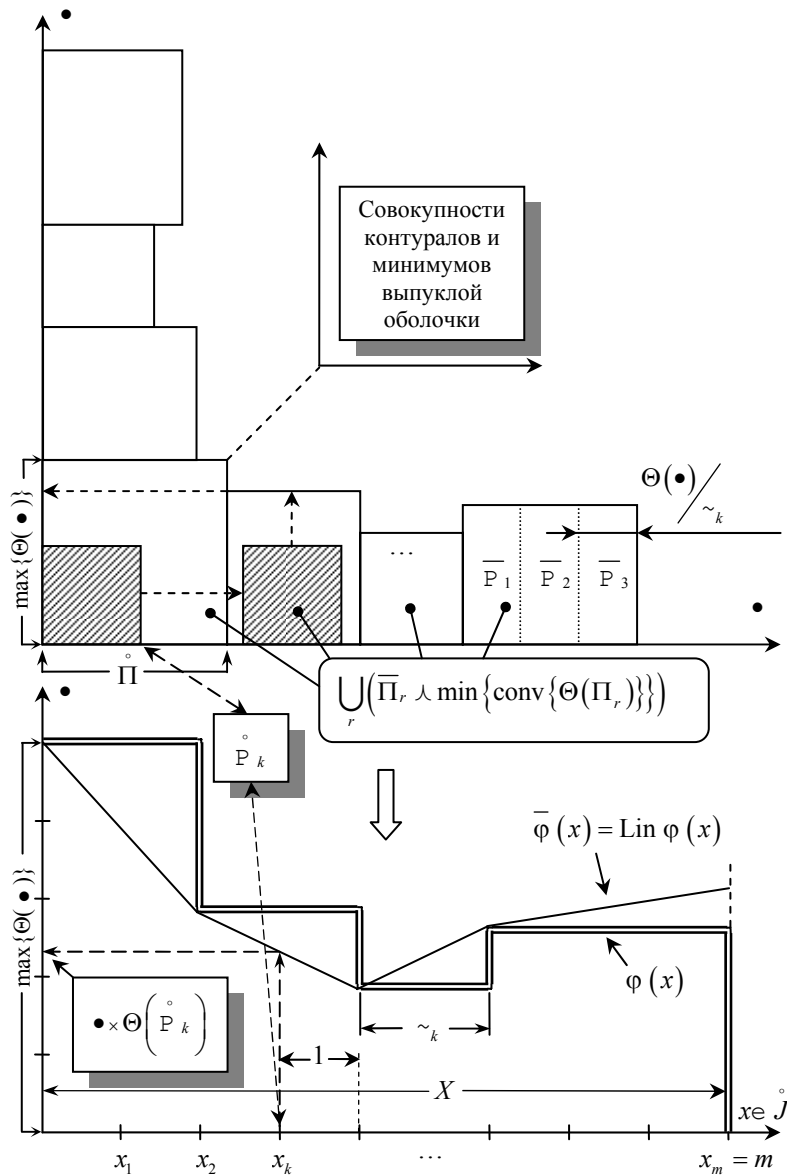 •
Совокупности
контуралов и
минимумов
выпуклой
оболочки
Θ(•)/~ₖ
max{Θ(•)}
...
P̅ ₁ P̅ ₂ P̅ ₃
•
Π̊
⋃ᵣ(Π̅ᵣ ⅄ min{conv{Θ(Πᵣ)}})
•
P̊ ₖ
φ̅ (x) = Lin φ (x)
max{Θ(•)}
φ (x)
• × Θ(P̊ ₖ)
~ₖ
1
X
x ∈ J̊
x₁ x₂ xₖ ... xₘ = m